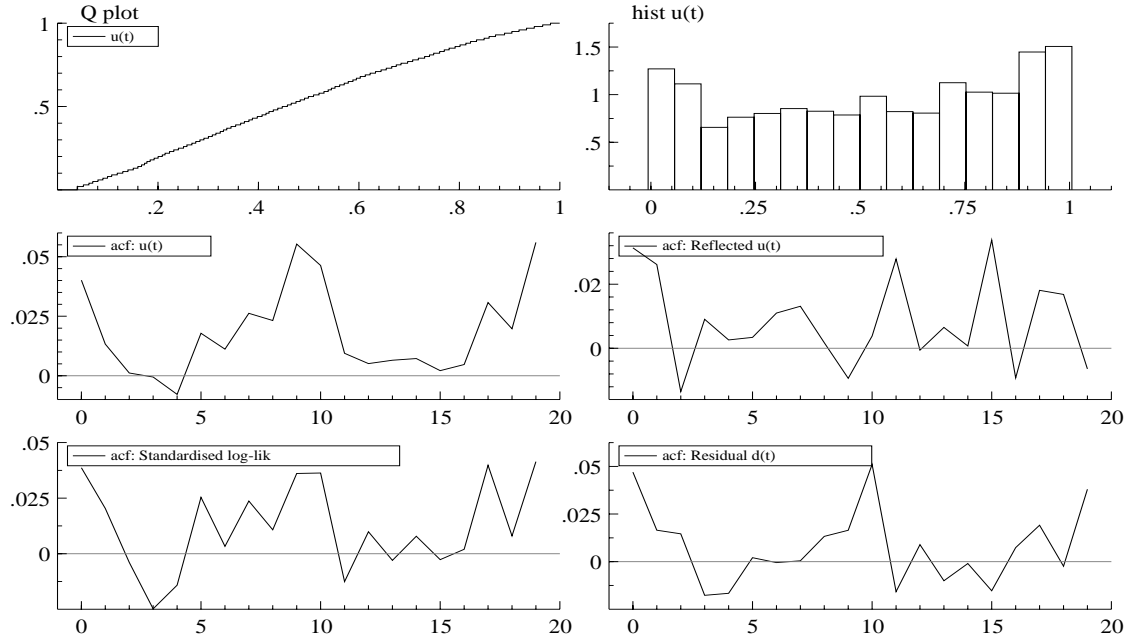 Q plot
1
u(t)
.5
.2 .4 .6 .8 1
hist u(t)
1.5
1
.5
0 .25 .5 .75 1
acf: u(t)
.05
.025
0
0 5 10 15 20
acf: Reflected u(t)
.02
0
0 5 10 15 20
.05
acf: Standardised log-lik
.025
0
0 5 10 15 20
acf: Residual d(t)
.05
.025
0
0 5 10 15 20